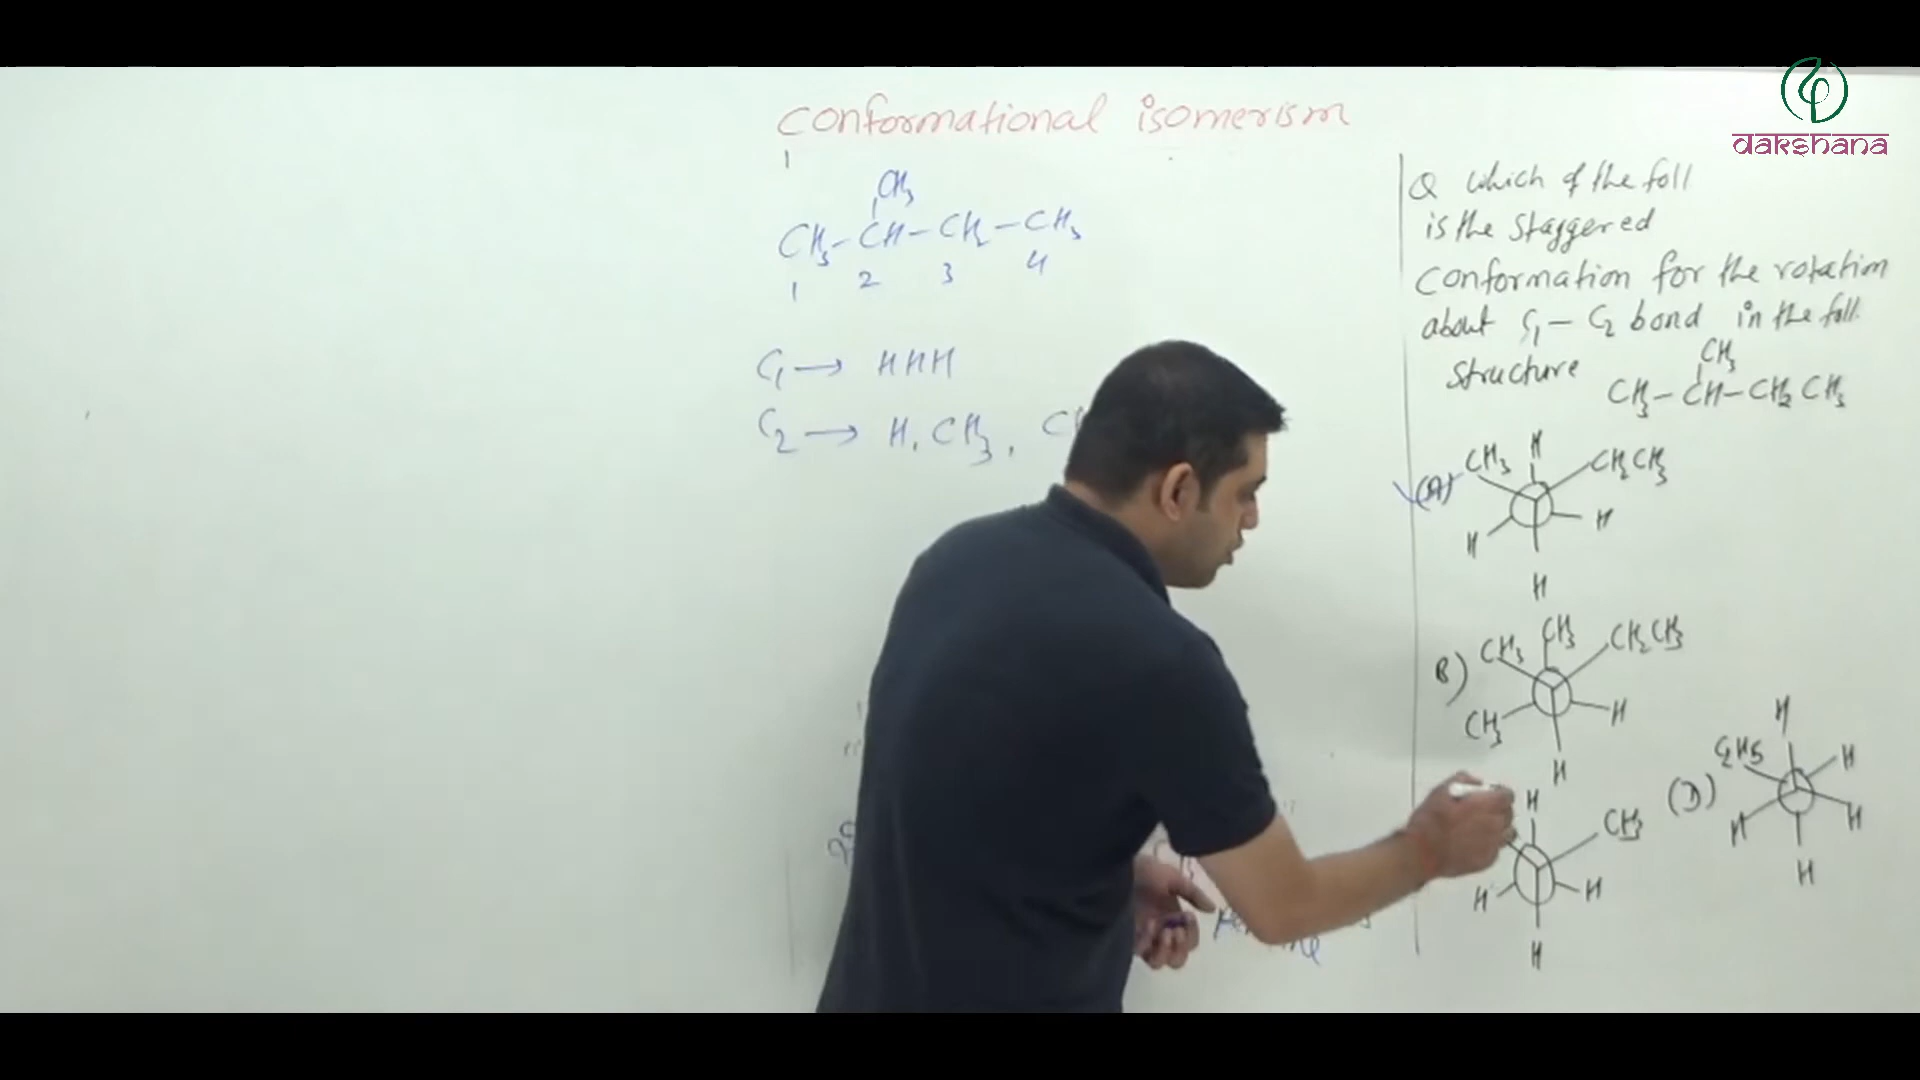 dakshana
Conformational isomerism
CH3
CH3-CH-CH2-CH3
1 2 3 4
C1 → HHH
C2 → H, CH3,
Q Which of the foll
is the staggered
conformation for the rotation
about C1 - C2 bond in the foll.
structure
CH3
CH3-CH-CH2CH3
(A)
CH3 H CH2CH3
H H
H
B)
CH3 CH3 CH2CH3
CH3 H
H
H CH3
H H
H
(D)
H
C2H5 H
H H
H